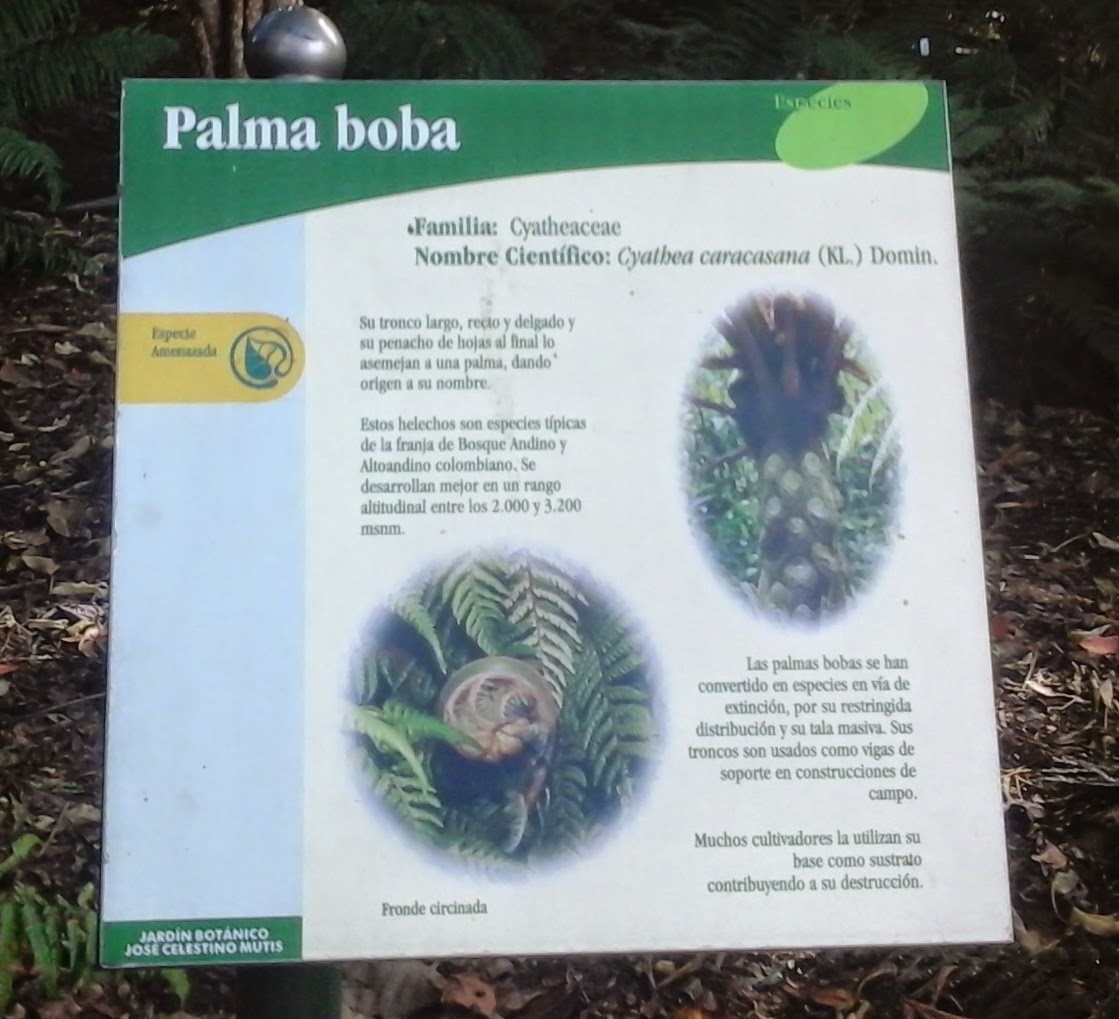 Palma boba
Especies
Familia: Cyatheaceae
Nombre Científico: Cyathea caracasana (KL.) Domin.
Especie
Amenazada
Su tronco largo, recto y delgado y
su penacho de hojas al final lo
asemejan a una palma, dando
origen a su nombre.
Estos helechos son especies típicas
de la franja de Bosque Andino y
Altoandino colombiano. Se
desarrollan mejor en un rango
altitudinal entre los 2.000 y 3.200
msnm.
Las palmas bobas se han
convertido en especies en vía de
extinción, por su restringida
distribución y su tala masiva. Sus
troncos son usados como vigas de
soporte en construcciones de
campo.
Muchos cultivadores la utilizan su
base como sustrato
contribuyendo a su destrucción.
Fronde circinada
JARDÍN BOTÁNICO
JOSÉ CELESTINO MUTIS